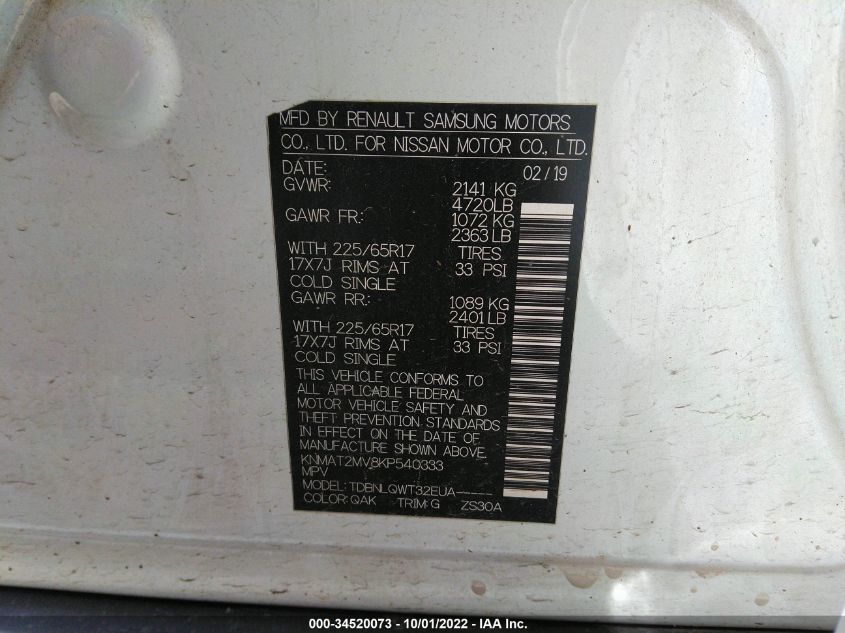 MFD BY RENAULT SAMSUNG MOTORS
CO., LTD. FOR NISSAN MOTOR CO., LTD.
DATE: 02/19
GVWR: 2141 KG
4720LB
GAWR FR: 1072 KG
2363 LB
WITH 225/65R17 TIRES
17X7J RIMS AT 33 PSI
COLD SINGLE
GAWR RR: 1089 KG
2401 LB
WITH 225/65R17 TIRES
17X7J RIMS AT 33 PSI
COLD SINGLE
THIS VEHICLE CONFORMS TO
ALL APPLICABLE FEDERAL
MOTOR VEHICLE SAFETY AND
THEFT PREVENTION STANDARDS
IN EFFECT ON THE DATE OF
MANUFACTURE SHOWN ABOVE.
KNMAT2MV8KP540333
MPV
MODEL: TDBNLQWT32EUA-----
COLOR: QAK TRIM: G ZS30A
000-34520073 - 10/01/2022 - IAA Inc.